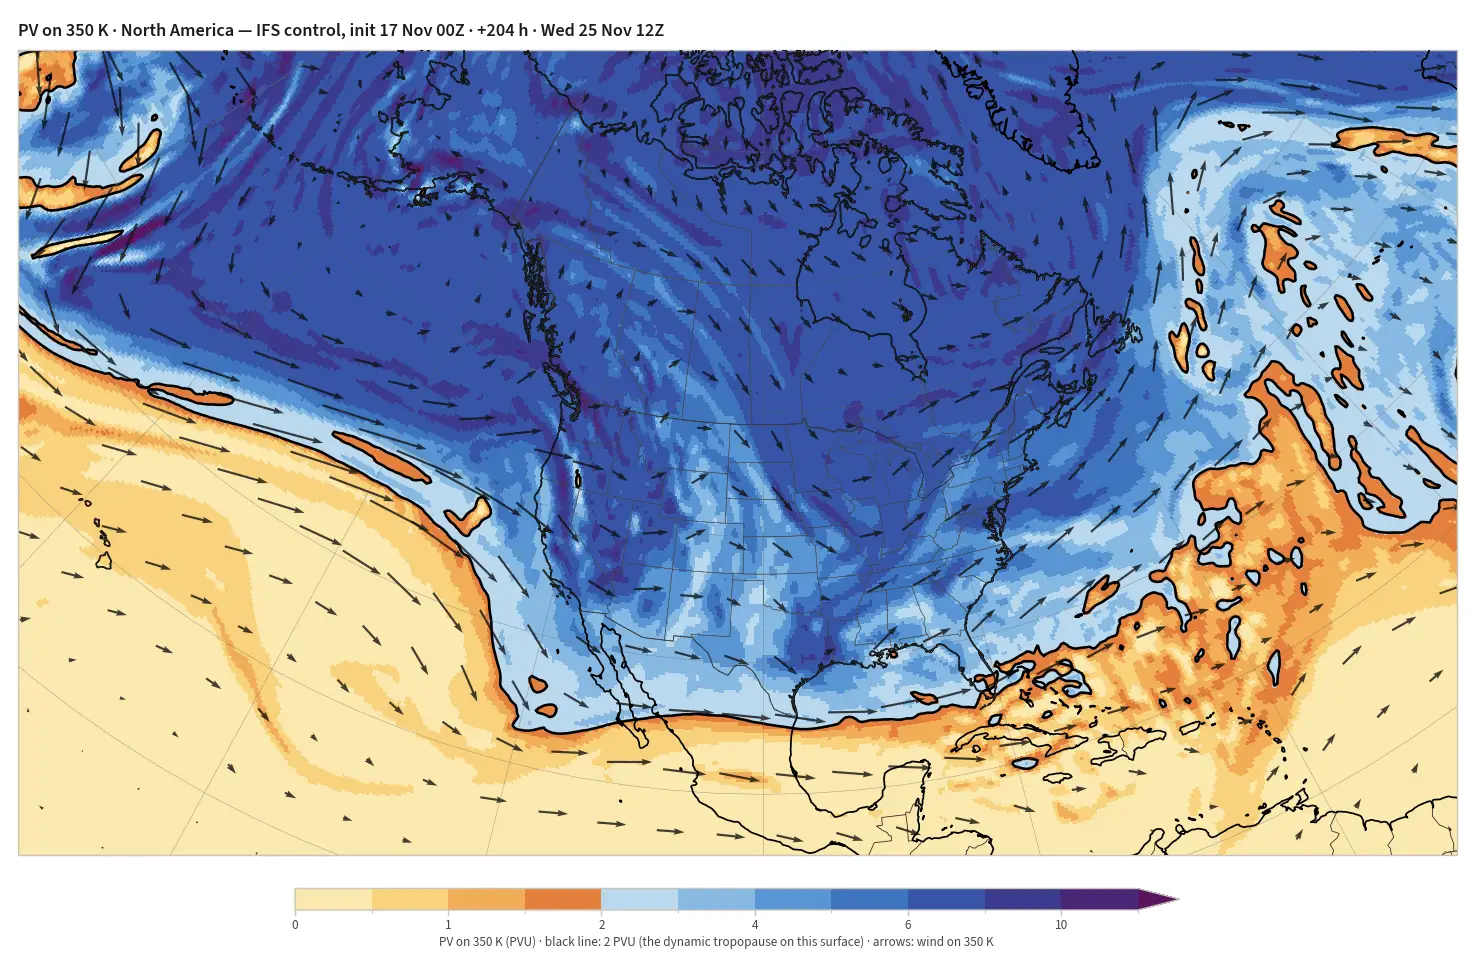 PV on 350 K · North America — IFS control, init 17 Nov 00Z · +204 h · Wed 25 Nov 12Z
0 1 2 4 6 10
PV on 350 K (PVU) · black line: 2 PVU (the dynamic tropopause on this surface) · arrows: wind on 350 K